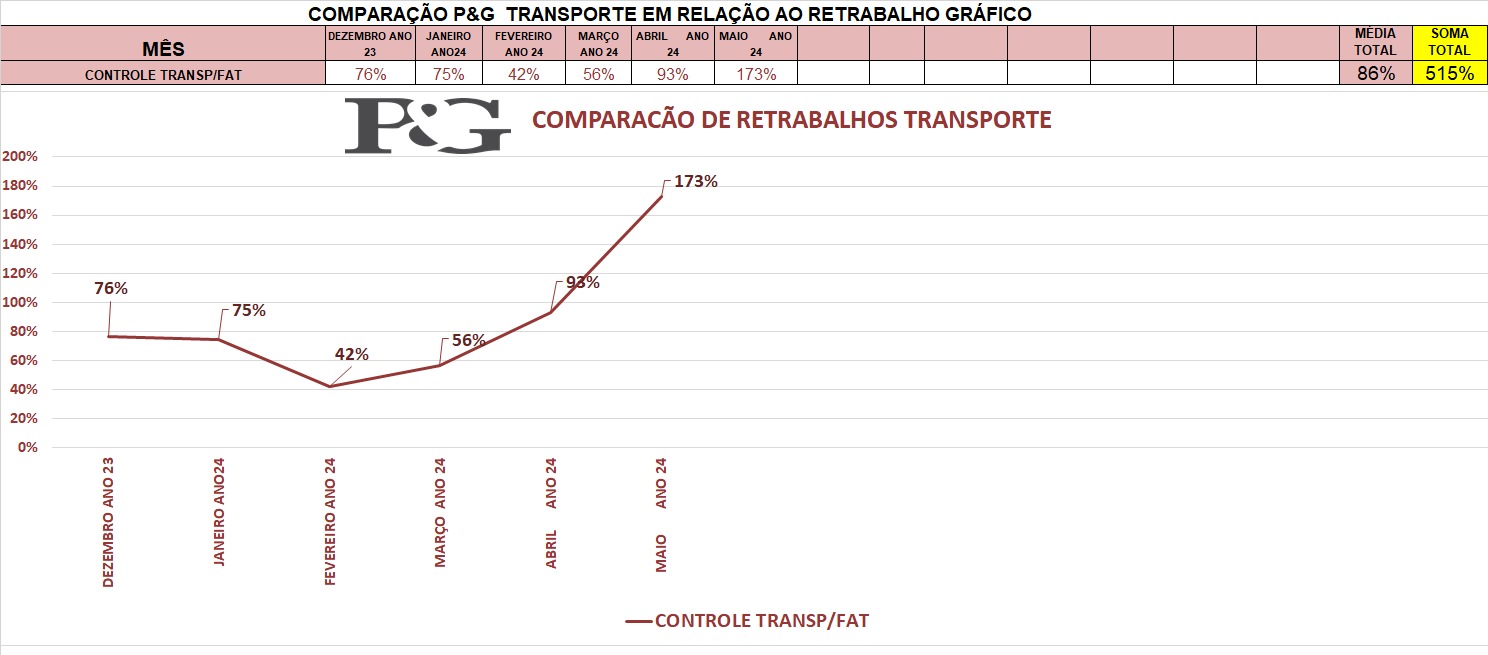 COMPARAÇÃO P&G TRANSPORTE EM RELAÇÃO AO RETRABALHO GRÁFICO
MÊS DEZEMBRO ANO 23 JANEIRO ANO24 FEVEREIRO ANO 24 MARÇO ANO 24 ABRIL ANO 24 MAIO ANO 24 MÉDIA TOTAL SOMA TOTAL
CONTROLE TRANSP/FAT 76% 75% 42% 56% 93% 173% 86% 515%
P&G COMPARACÃO DE RETRABALHOS TRANSPORTE
200%
180%
160%
140%
120%
100%
80%
60%
40%
20%
0%
76%
75%
42%
56%
93%
173%
DEZEMBRO ANO 23
JANEIRO ANO24
FEVEREIRO ANO 24
MARÇO ANO 24
ABRIL ANO 24
MAIO ANO 24
CONTROLE TRANSP/FAT